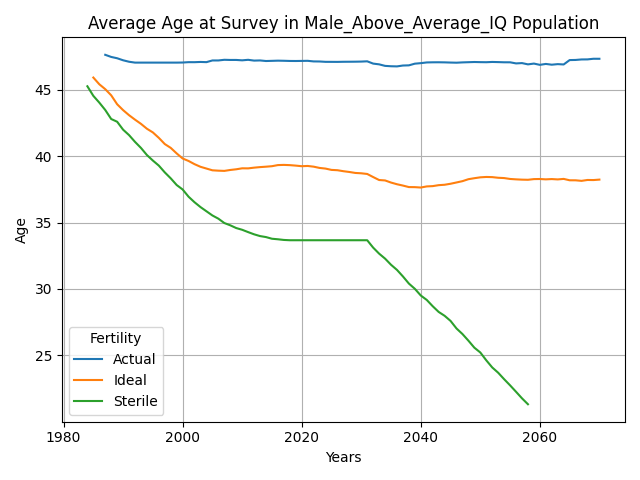 Average Age at Survey in Male_Above_Average_IQ Population
Age
45
40
35
30
25
Fertility
Actual
Ideal
Sterile
1980
2000
2020
2040
2060
Years